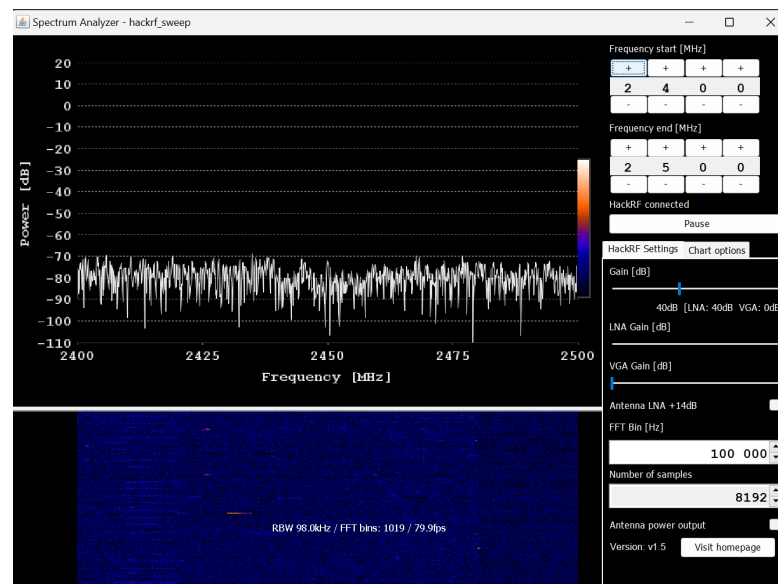 Spectrum Analyzer - hackrf_sweep
20
10
0
-10
-20
-30
-40
-50
-60
-70
-80
-90
-100
-110
Power [dB]
2400 2425 2450 2475 2500
Frequency [MHz]
RBW 98.0kHz / FFT bins: 1019 / 79.9fps
Frequency start [MHz]
+ + + +
2 4 0 0
- - - -
Frequency end [MHz]
+ + + +
2 5 0 0
- - - -
HackRF connected
Pause
HackRF Settings Chart options
Gain [dB]
40dB [LNA: 40dB VGA: 0dB
LNA Gain [dB]
VGA Gain [dB]
Antenna LNA +14dB
FFT Bin [Hz]
100 000
Number of samples
8192
Antenna power output
Version: v1.5 Visit homepage